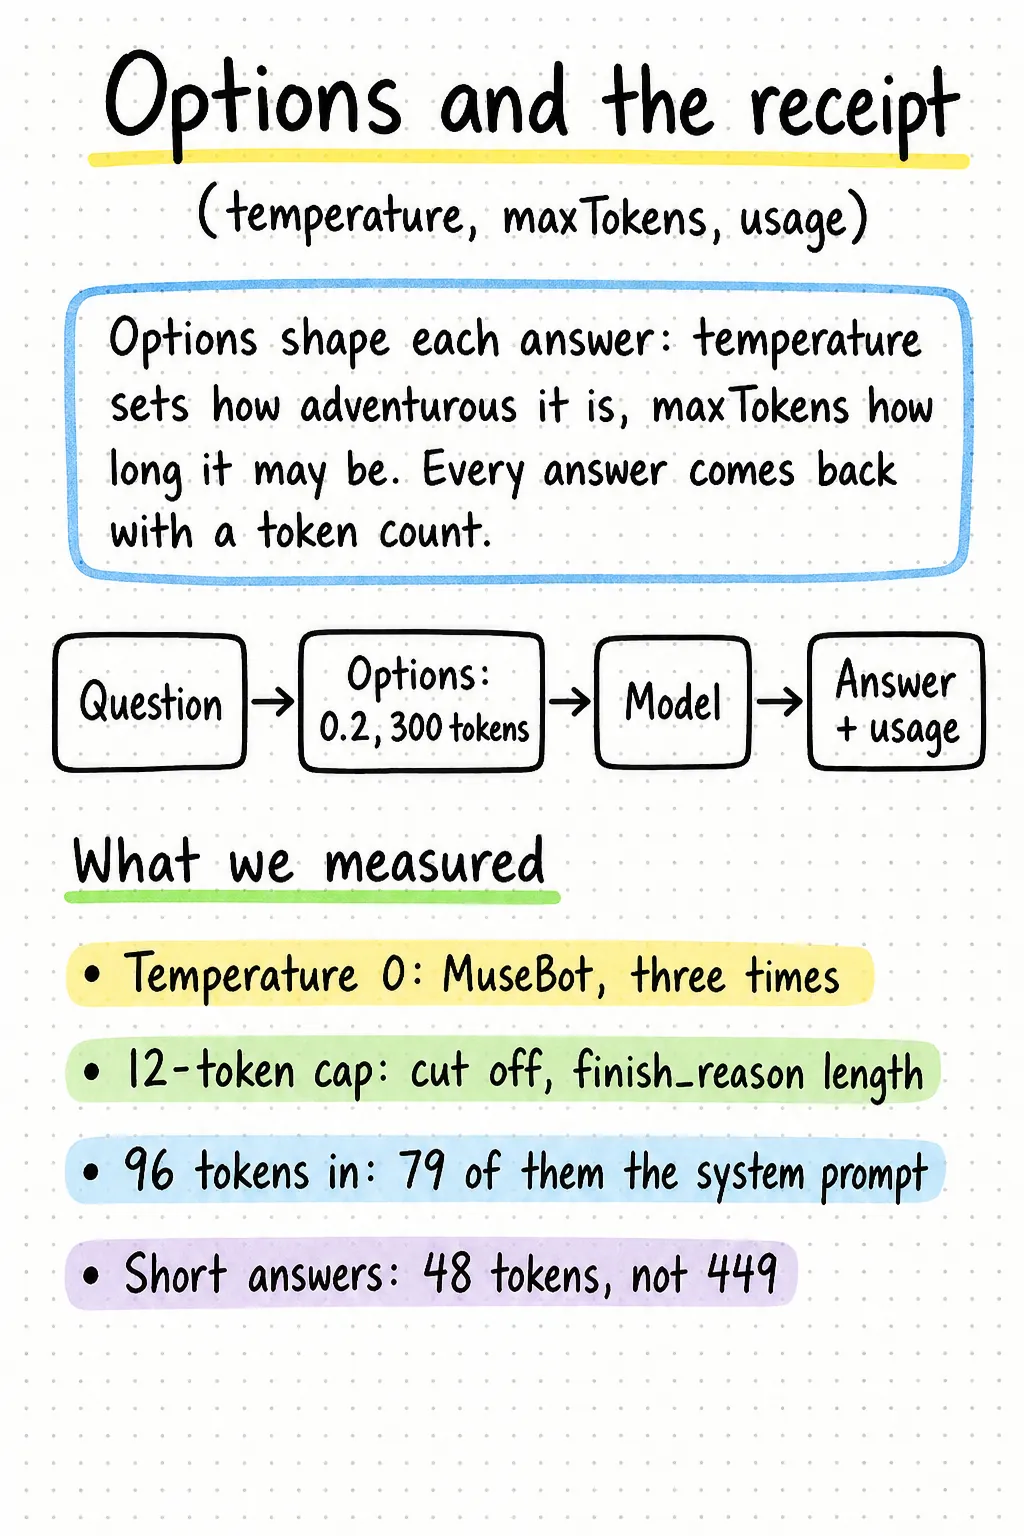 Options and the receipt
(temperature, maxTokens, usage)
Options shape each answer: temperature
sets how adventurous it is, maxTokens how
long it may be. Every answer comes back
with a token count.
Question
Options:
0.2, 300 tokens
Model
Answer
+ usage
What we measured
• Temperature 0: MuseBot, three times
• 12-token cap: cut off, finish_reason length
• 96 tokens in: 79 of them the system prompt
• Short answers: 48 tokens, not 449